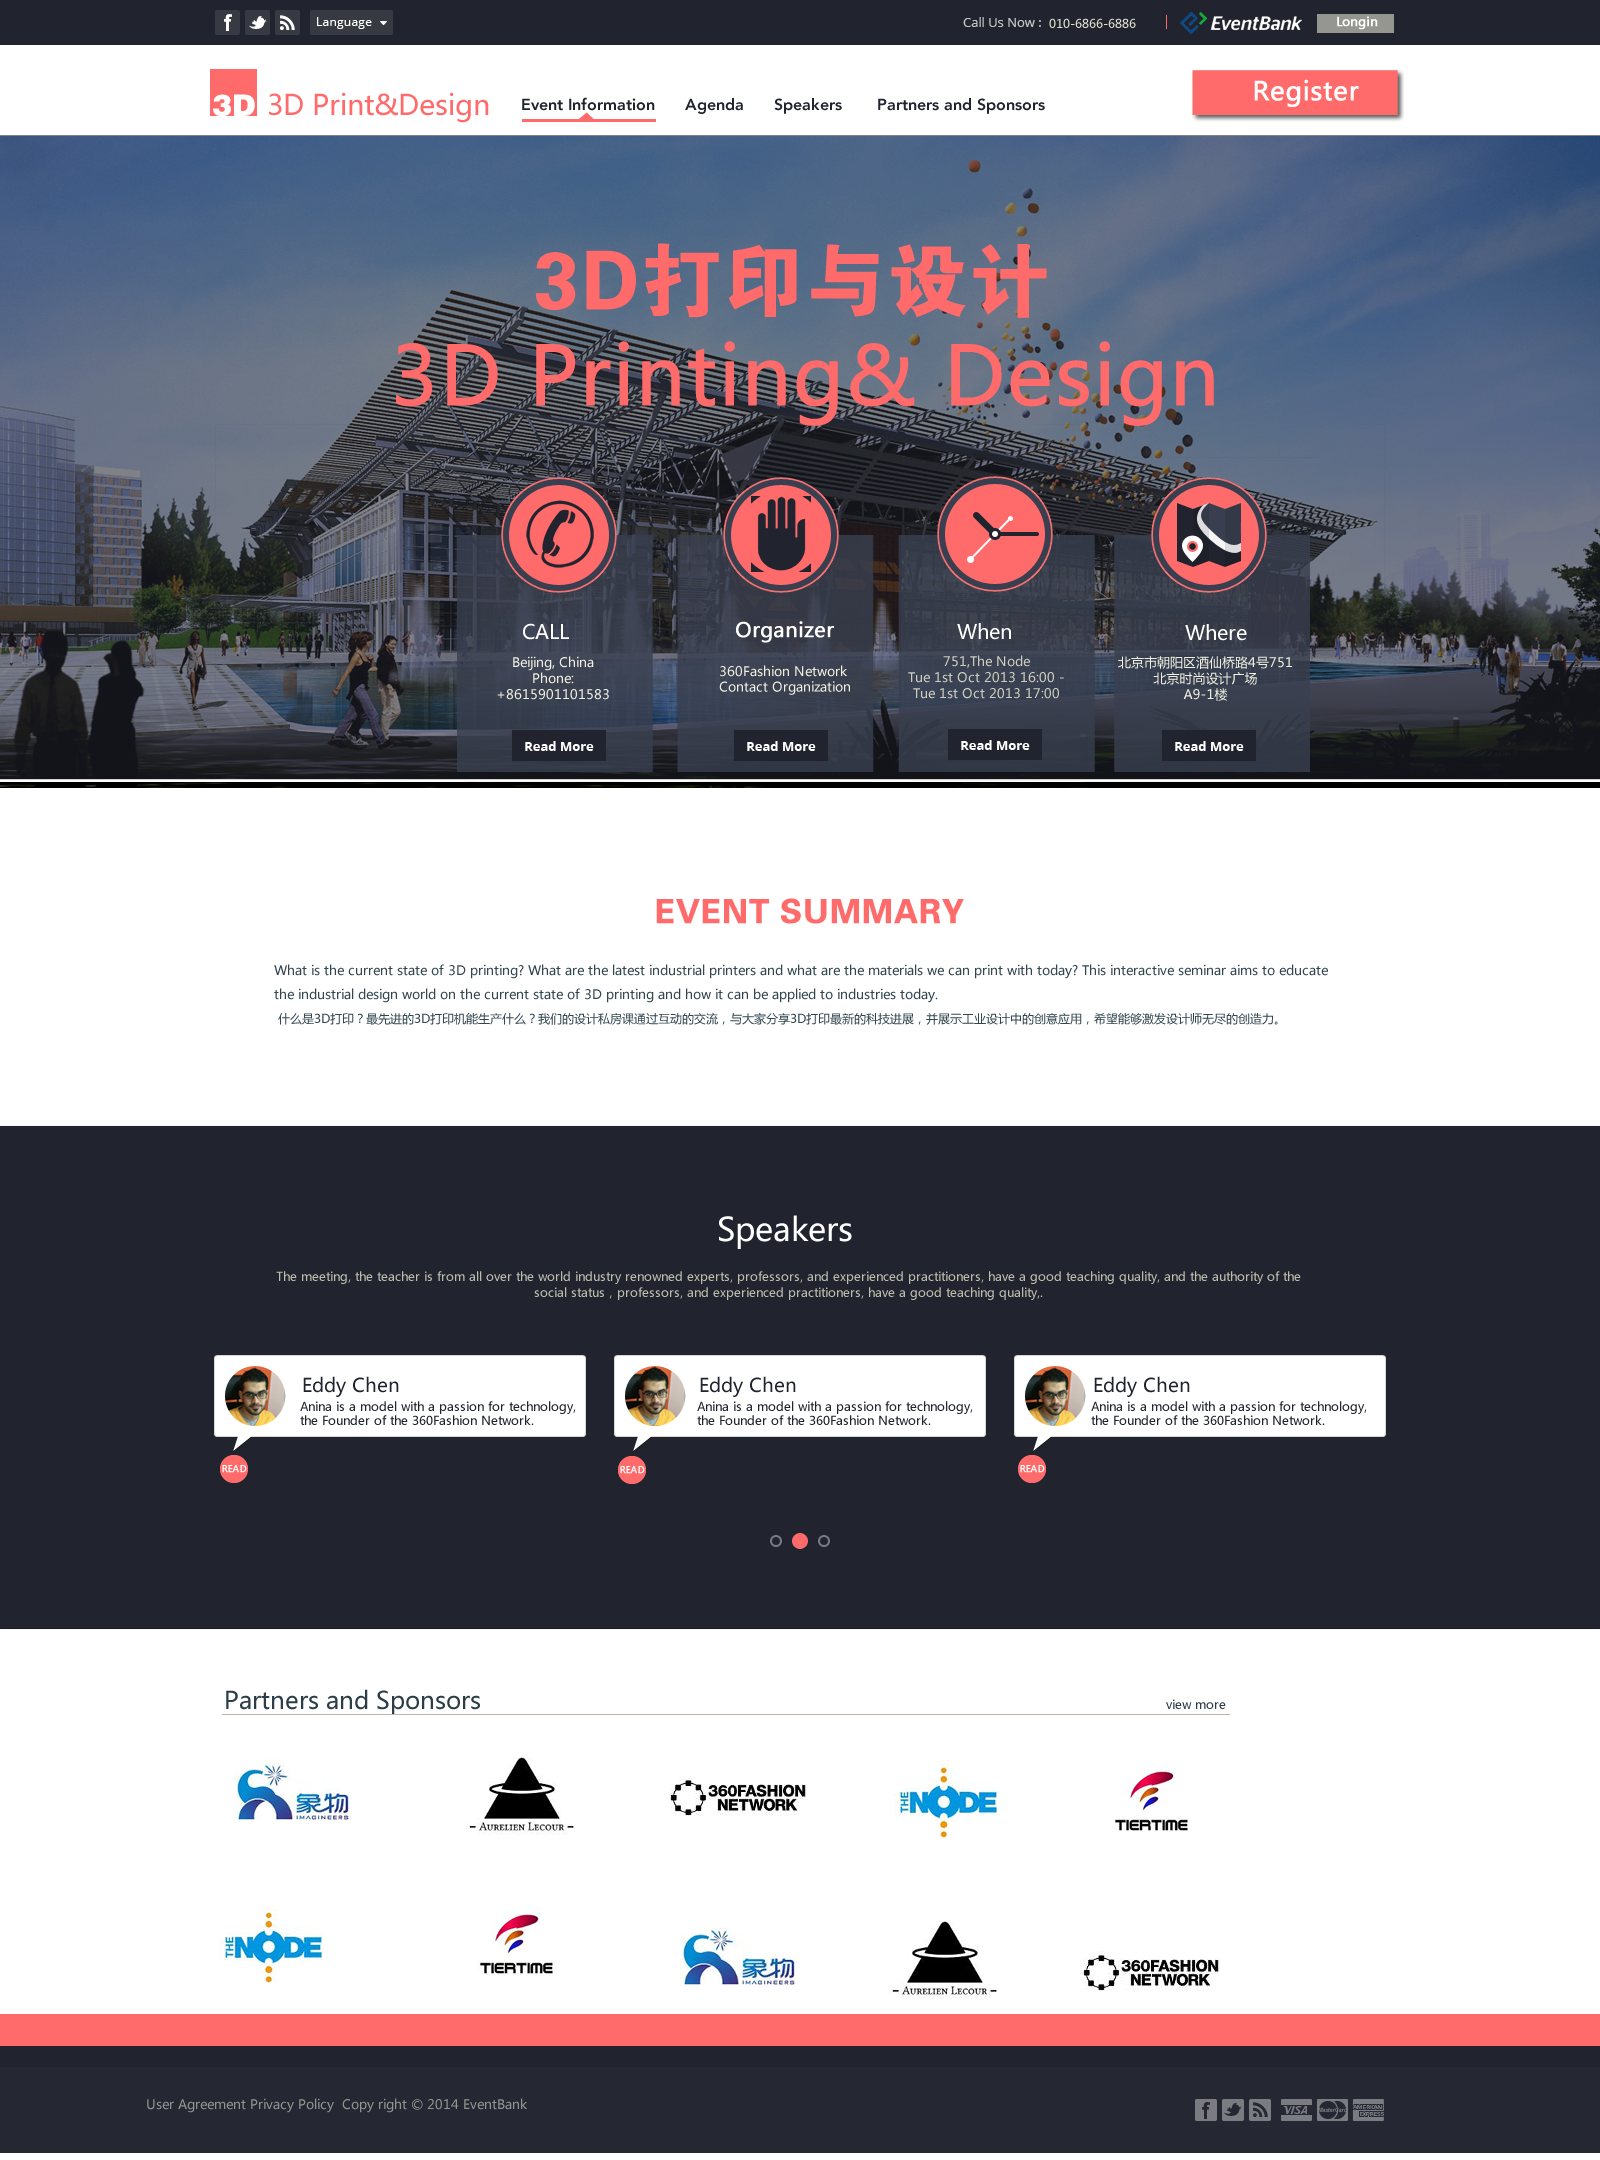 Language
Call Us Now : 010-6866-6886
EventBank
Longin
3D
3D Print&Design
Event Information
Agenda
Speakers
Partners and Sponsors
Register
3D打印与设计
3D Printing& Design
CALL
Beijing, China
Phone:
+8615901101583
Read More
Organizer
360Fashion Network
Contact Organization
Read More
When
751,The Node
Tue 1st Oct 2013 16:00 -
Tue 1st Oct 2013 17:00
Read More
Where
北京市朝阳区酒仙桥路4号751
北京时尚设计广场
A9-1楼
Read More
EVENT SUMMARY
What is the current state of 3D printing? What are the latest industrial printers and what are the materials we can print with today? This interactive seminar aims to educate
the industrial design world on the current state of 3D printing and how it can be applied to industries today.
什么是3D打印？最先进的3D打印机能生产什么？我们的设计私房课通过互动的交流，与大家分享3D打印最新的科技进展，并展示工业设计中的创意应用，希望能够激发设计师无尽的创造力。
Speakers
The meeting, the teacher is from all over the world industry renowned experts, professors, and experienced practitioners, have a good teaching quality, and the authority of the
social status , professors, and experienced practitioners, have a good teaching quality,.
Eddy Chen
Anina is a model with a passion for technology,
the Founder of the 360Fashion Network.
READ
Eddy Chen
Anina is a model with a passion for technology,
the Founder of the 360Fashion Network.
READ
Eddy Chen
Anina is a model with a passion for technology,
the Founder of the 360Fashion Network.
READ
Partners and Sponsors
view more
象物
IMAGINEERS
AURELIEN LECOUR
360FASHION
NETWORK
THE NODE
TIERTIME
THE NODE
TIERTIME
象物
IMAGINEERS
AURELIEN LECOUR
360FASHION
NETWORK
User Agreement Privacy Policy Copy right © 2014 EventBank
VISA
MasterCard
AMERICAN
EXPRESS